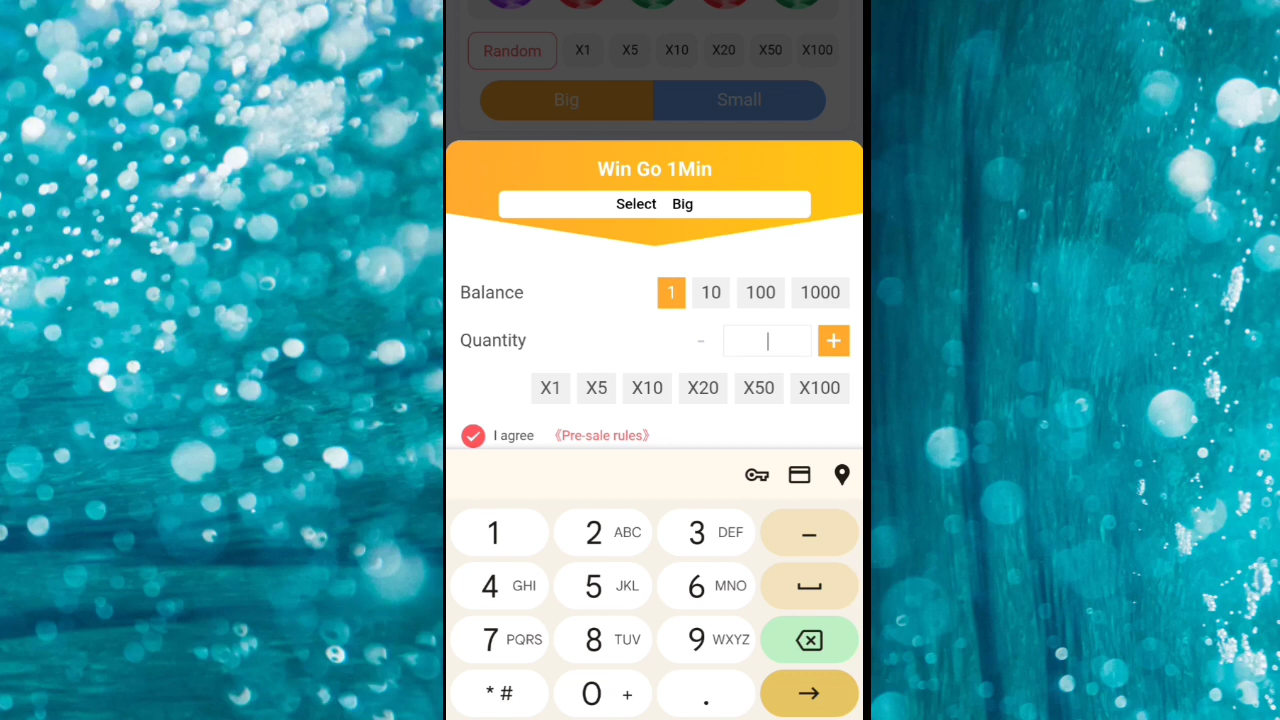 Random X1 X5 X10 X20 X50 X100
Big Small
Win Go 1Min
Select Big
Balance 1 10 100 1000
Quantity - +
X1 X5 X10 X20 X50 X100
I agree 《Pre-sale rules》
1 2 ABC 3 DEF –
4 GHI 5 JKL 6 MNO
7 PQRS 8 TUV 9 WXYZ
* # 0 + .